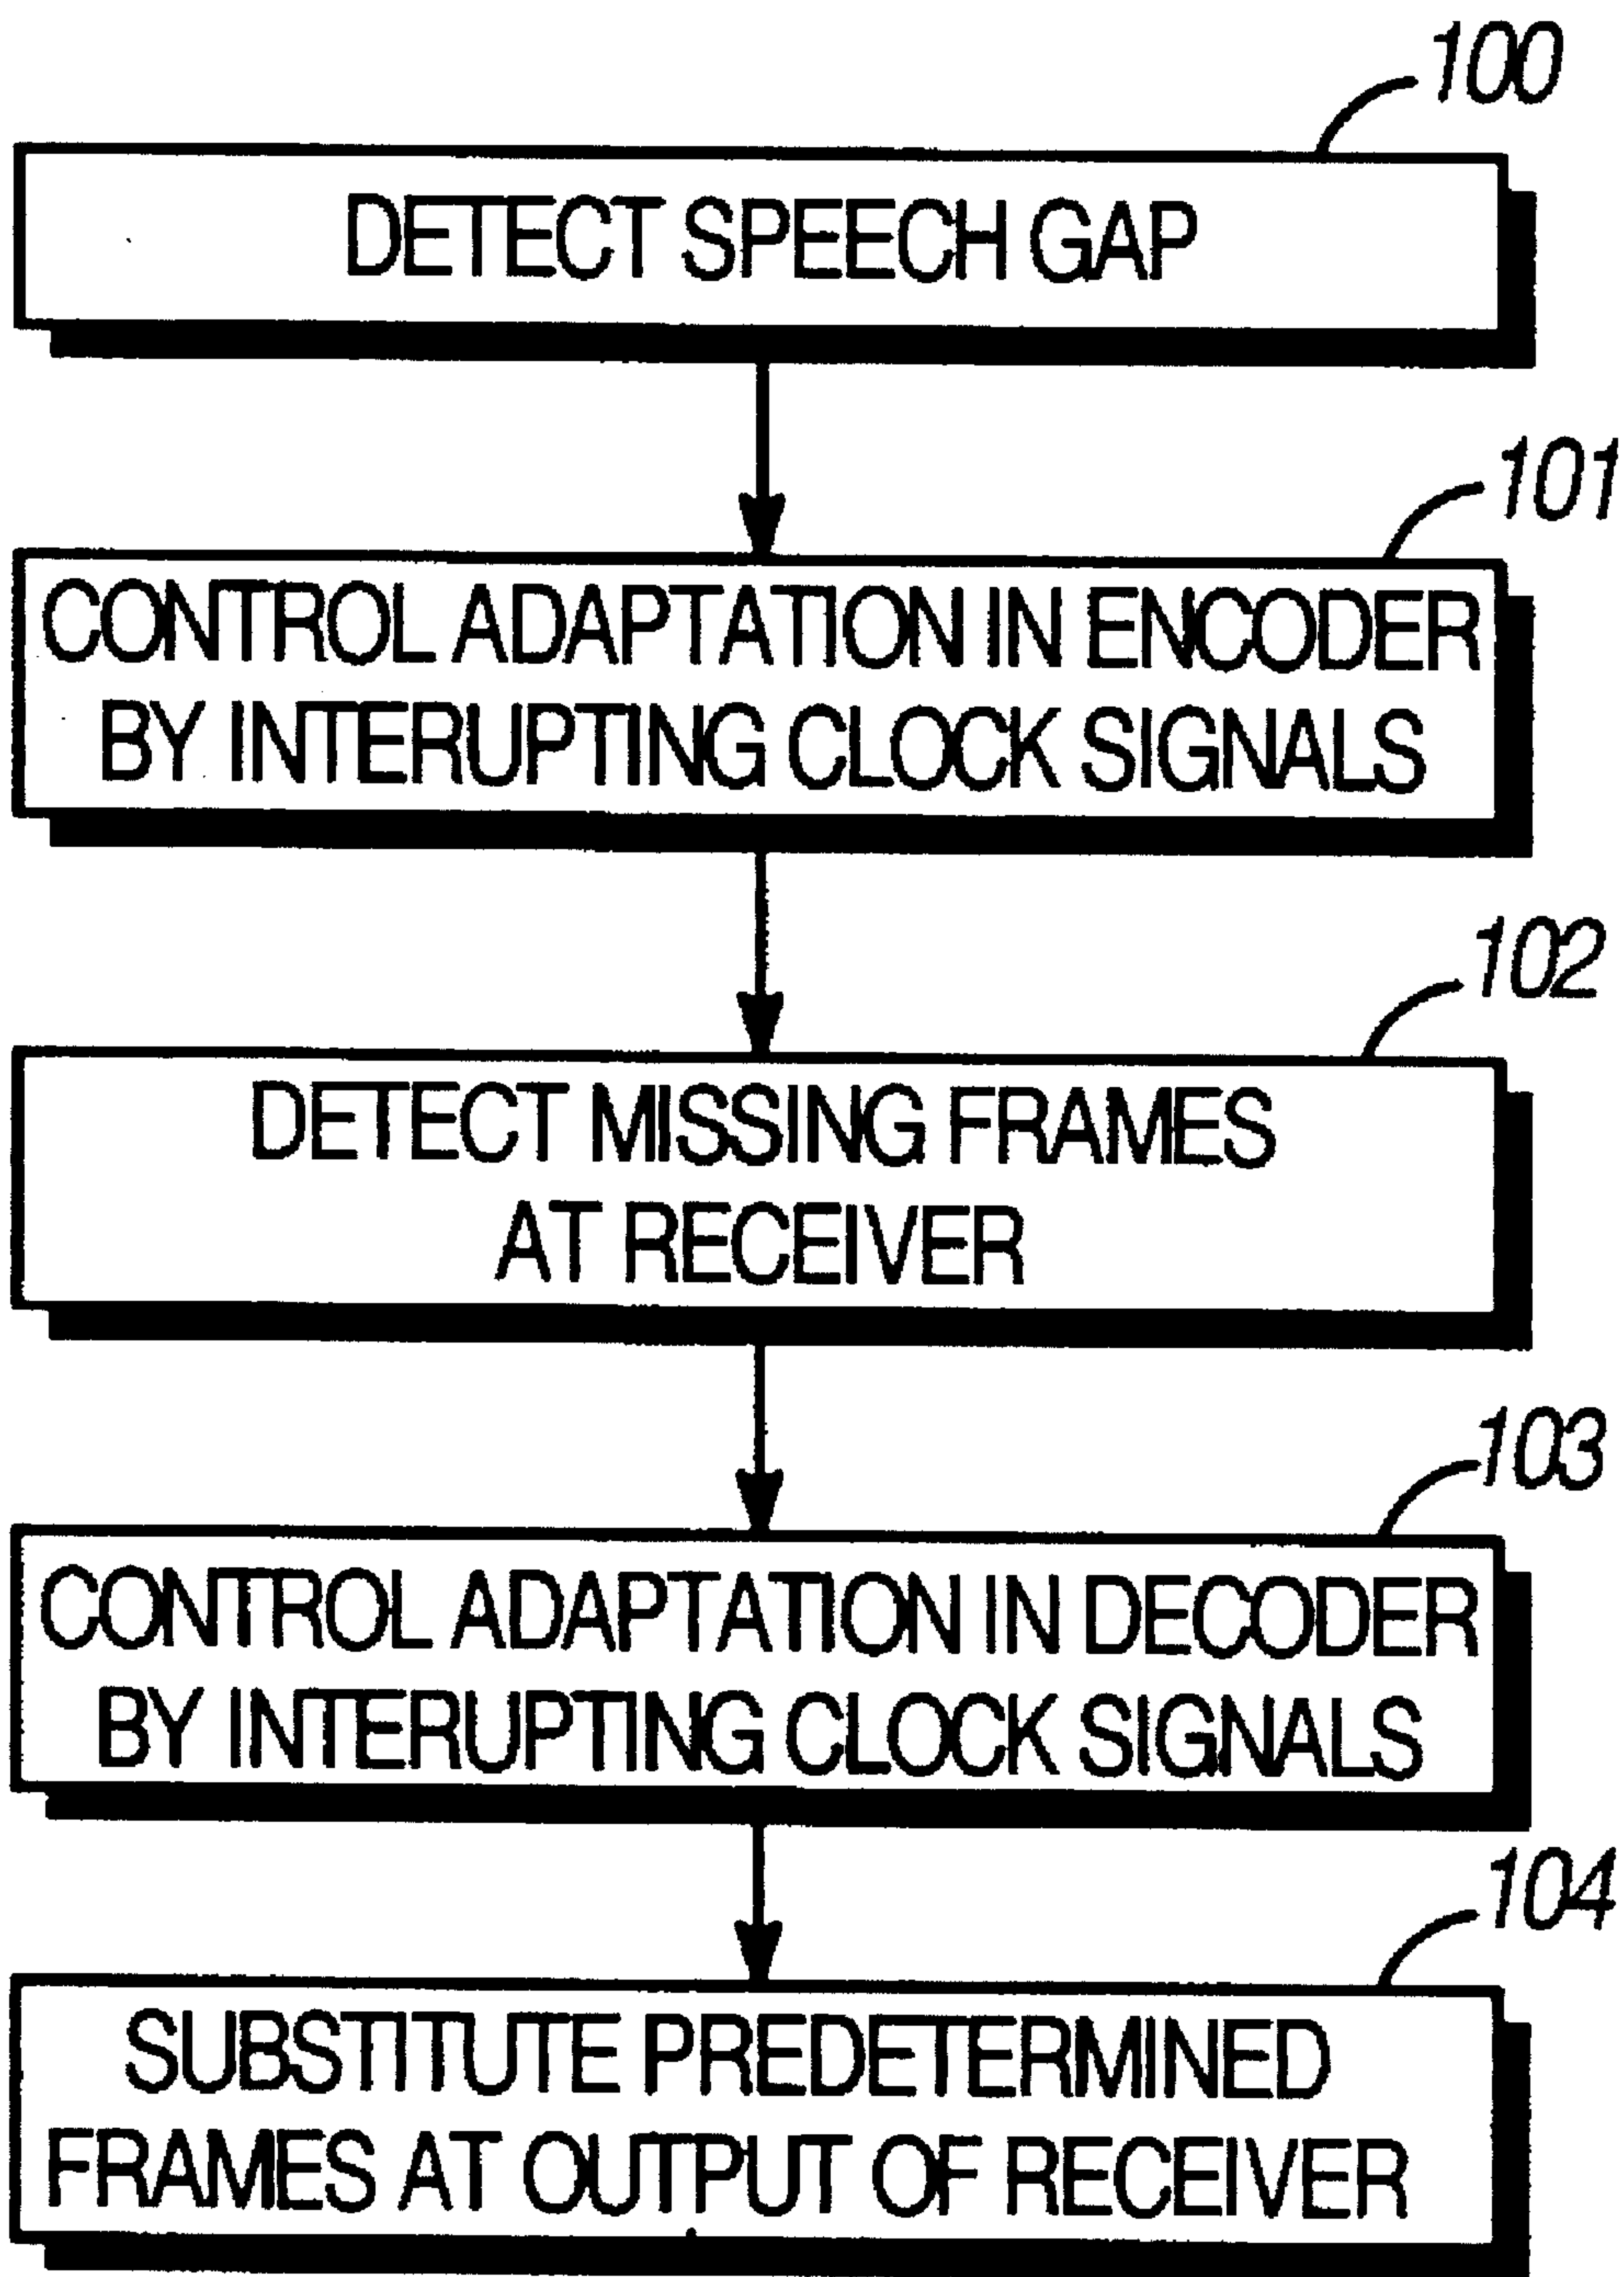 100
DETECT SPEECH GAP
101
CONTROL ADAPTATION IN ENCODER
BY INTERUPTING CLOCK SIGNALS
102
DETECT MISSING FRAMES
AT RECEIVER
103
CONTROL ADAPTATION IN DECODER
BY INTERUPTING CLOCK SIGNALS
104
SUBSTITUTE PREDETERMINED
FRAMES AT OUTPUT OF RECEIVER